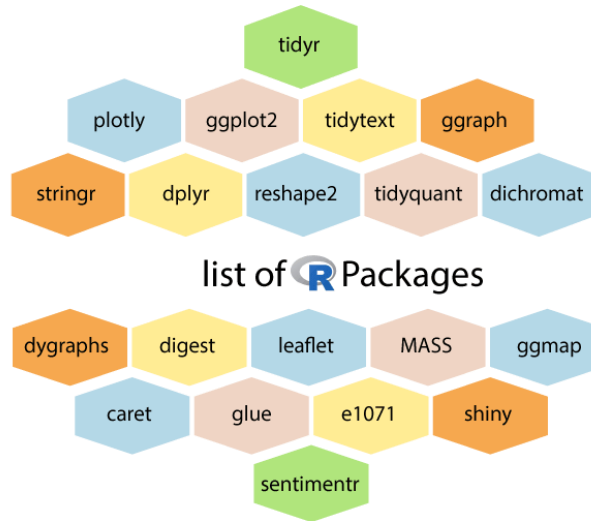 tidyr
plotly ggplot2 tidytext ggraph
stringr dplyr reshape2 tidyquant dichromat
list of R Packages
dygraphs digest leaflet MASS ggmap
caret glue e1071 shiny
sentimentr